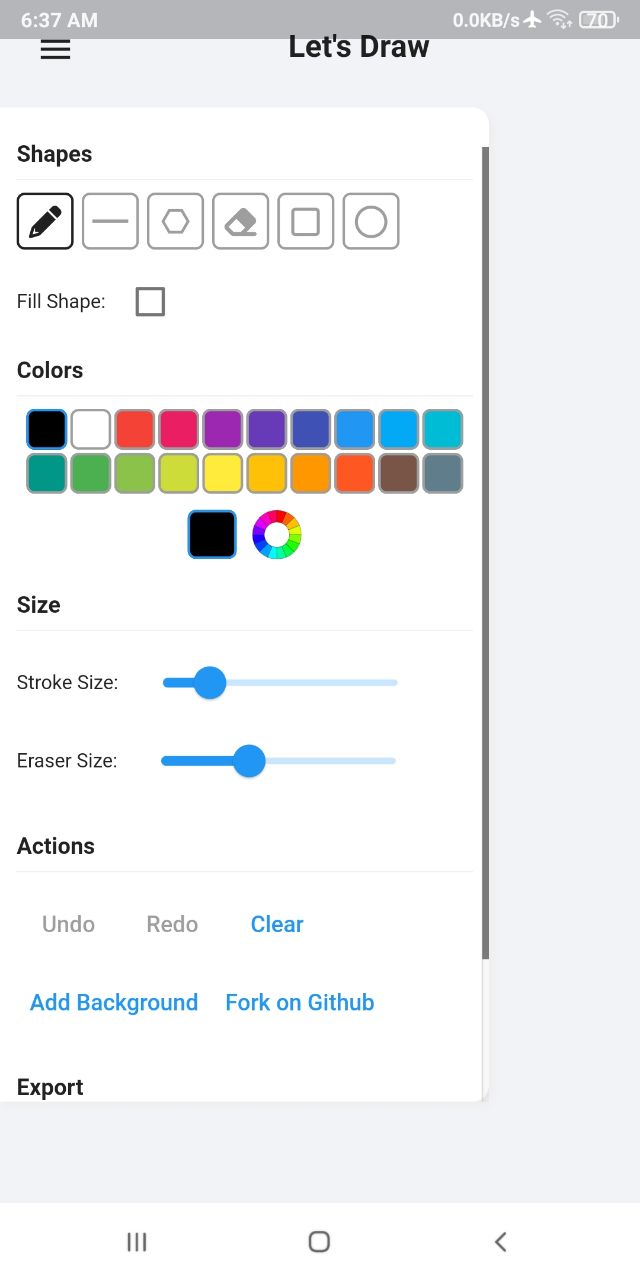 6:37 AM 0.0KB/s 70
Let's Draw
Shapes
Fill Shape:
Colors
Size
Stroke Size:
Eraser Size:
Actions
Undo Redo Clear
Add Background Fork on Github
Export